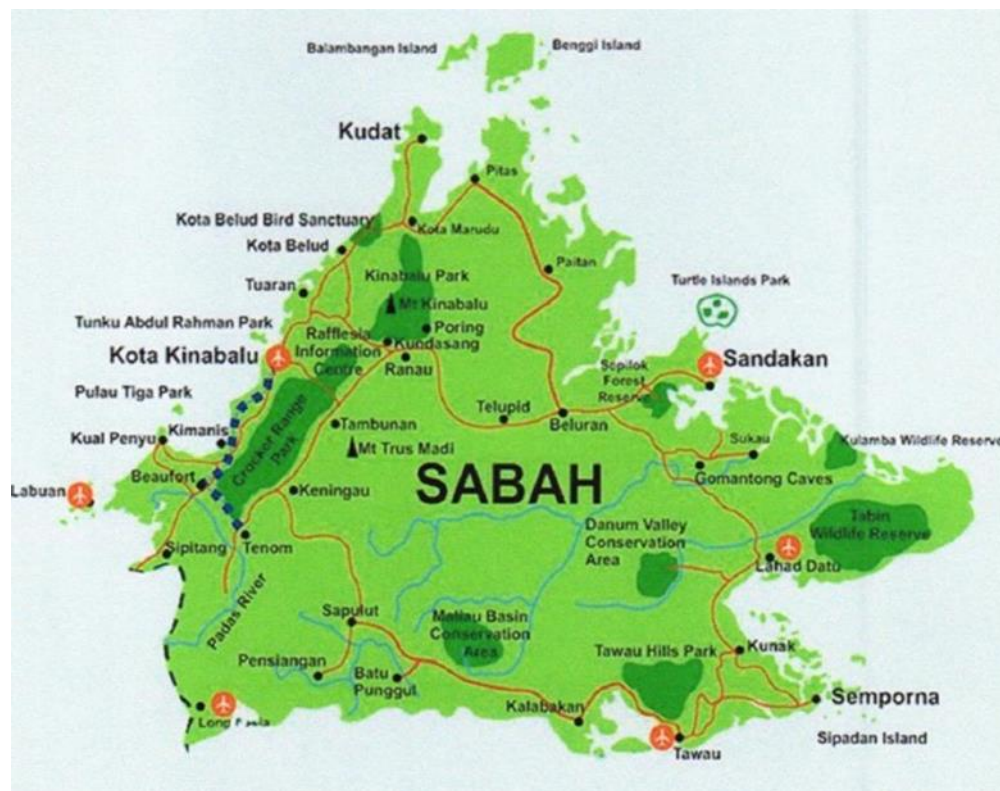 Balambangan Island
Benggi Island
Kudat
Pitas
Kota Belud Bird Sanctuary
Kota Marudu
Kota Belud
Paitan
Kinabalu Park
Tuaran
Turtle Islands Park
Mt Kinabalu
Tunku Abdul Rahman Park
Poring
Rafflesia
Information
Centre
Kundasang
Kota Kinabalu
Ranau
Sandakan
Sepilok
Forest
Reserve
Pulau Tiga Park
Telupid
Beluran
Tambunan
Kual Penyu
Kimanis
Crocker Range
Park
Mt Trus Madi
Sukau
Kulamba Wildlife Reserve
Beaufort
Gomantong Caves
SABAH
Labuan
Keningau
Danum Valley
Conservation
Area
Tabin
Wildlife Reserve
Sipitang
Tenom
Lahad Datu
Padas River
Sapulut
Maliau Basin
Conservation
Area
Tawau Hills Park
Kunak
Pensiangan
Batu
Punggul
Kalabakan
Semporna
Long
Sipadan Island
Tawau